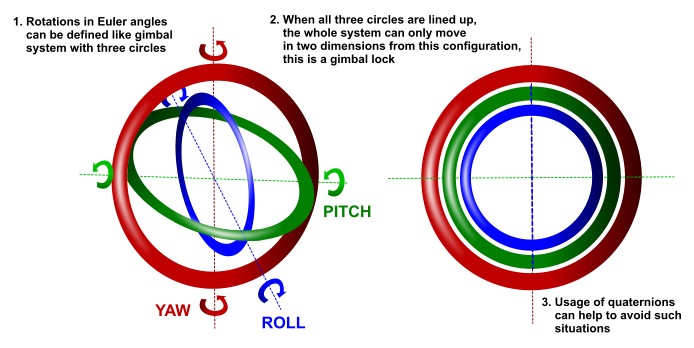 1. Rotations in Euler angles
can be defined like gimbal
system with three circles
2. When all three circles are lined up,
the whole system can only move
in two dimensions from this configuration,
this is a gimbal lock
PITCH
YAW
ROLL
3. Usage of quaternions
can help to avoid such
situations